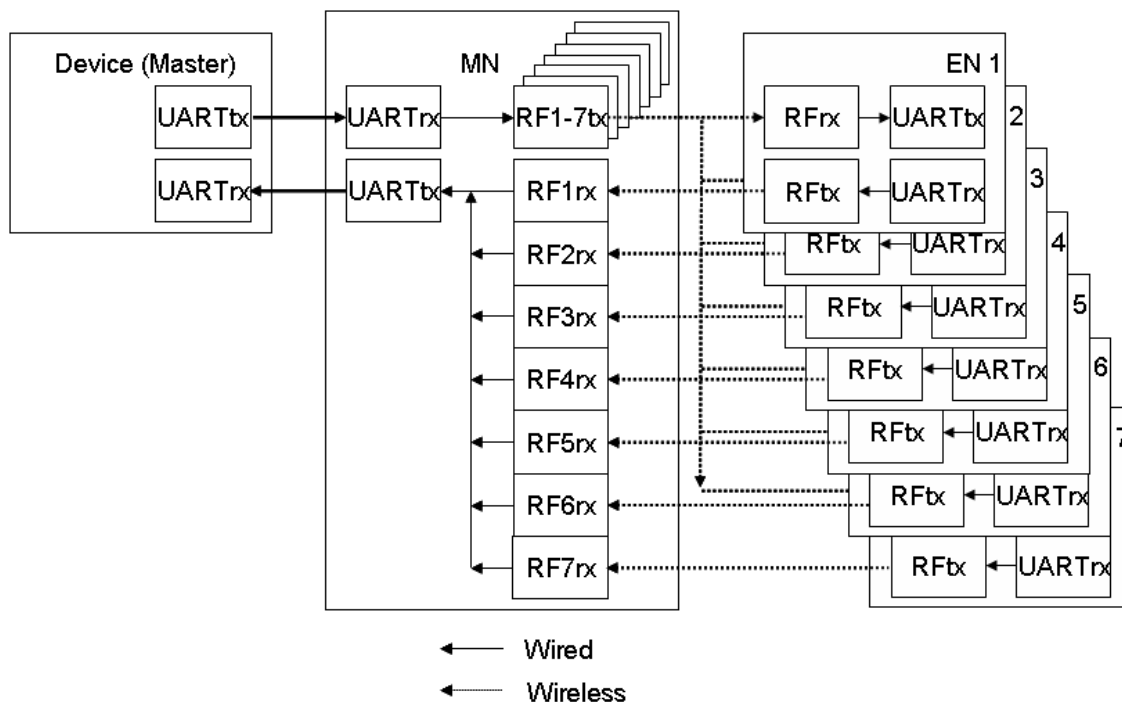 Device (Master)
MN
EN 1
UARTtx
UARTrx
RF1-7tx
RFrx
UARTtx
2
UARTrx
UARTtx
RF1rx
RFtx
UARTrx
3
RF2rx
RFtx
UARTrx
4
RF3rx
RFtx
UARTrx
5
RF4rx
RFtx
UARTrx
6
RF5rx
RFtx
UARTrx
7
RF6rx
RFtx
UARTrx
RF7rx
RFtx
UARTrx
Wired
Wireless